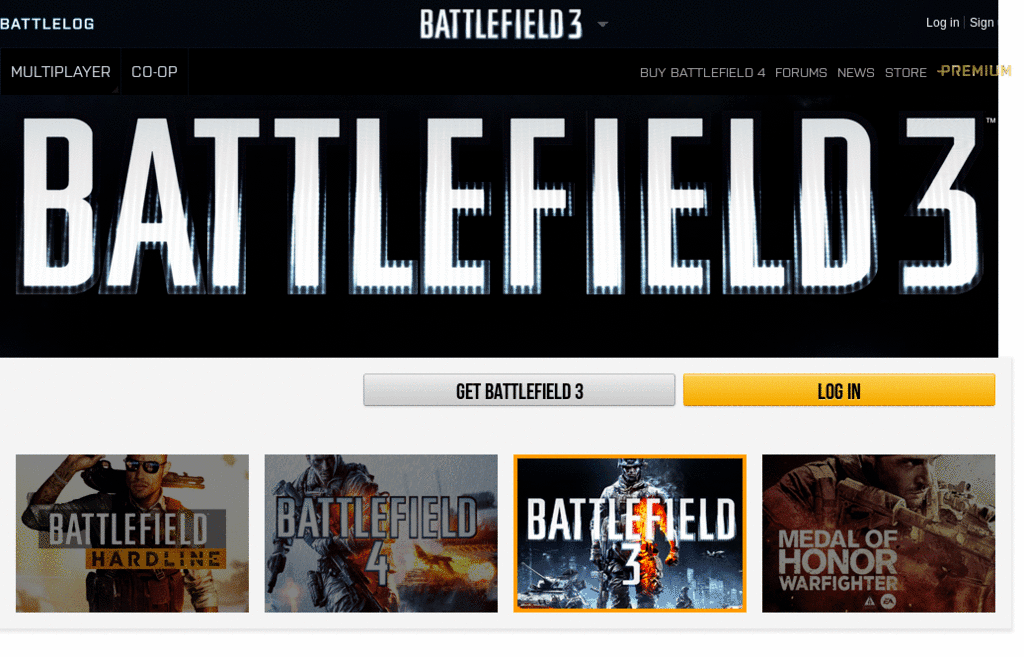 BATTLELOG
BATTLEFIELD 3
Log in
Sign
MULTIPLAYER
CO-OP
BUY BATTLEFIELD 4
FORUMS
NEWS
STORE
PREMIUM
BATTLEFIELD 3™
GET BATTLEFIELD 3
LOG IN
BATTLEFIELD
HARDLINE
BATTLEFIELD
4
BATTLEFIELD
3
MEDAL OF
HONOR
WARFIGHTER
EA